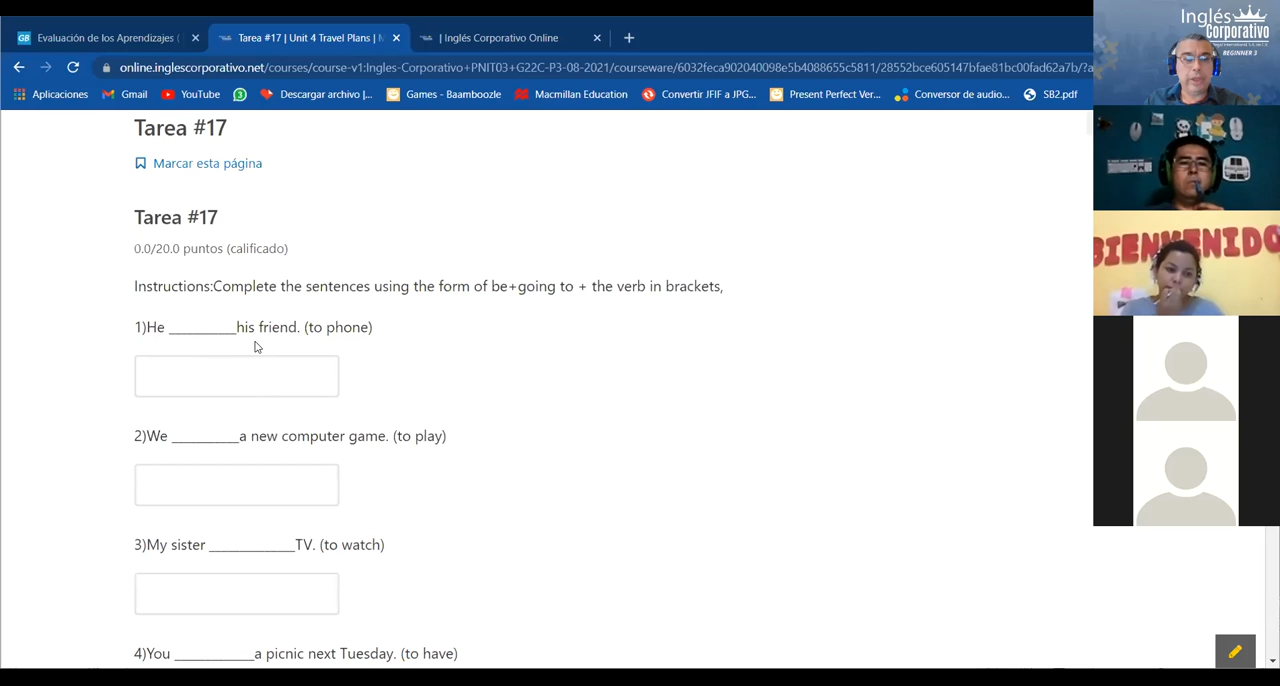 Evaluación de los Aprendizajes (
Tarea #17 | Unit 4 Travel Plans |
| Inglés Corporativo Online
online.inglescorporativo.net/courses/course-v1:Ingles-Corporativo+PNIT03+G22C-P3-08-2021/courseware/6032feca902040098e5b4088655c5811/28552bce605147bfae81bc00fad62a7b/?a
Aplicaciones
Gmail
YouTube
3
Descargar archivo |...
Games - Baamboozle
Macmillan Education
Convertir JFIF a JPG...
Present Perfect Ver...
Conversor de audio...
SB2.pdf
Tarea #17
Marcar esta página
Tarea #17
0.0/20.0 puntos (calificado)
Instructions:Complete the sentences using the form of be+going to + the verb in brackets,
1)He __________his friend. (to phone)
2)We __________a new computer game. (to play)
3)My sister _____________TV. (to watch)
4)You ____________a picnic next Tuesday. (to have)
Inglés
Corporativo
BEGINNER 3
BIENVENIDO